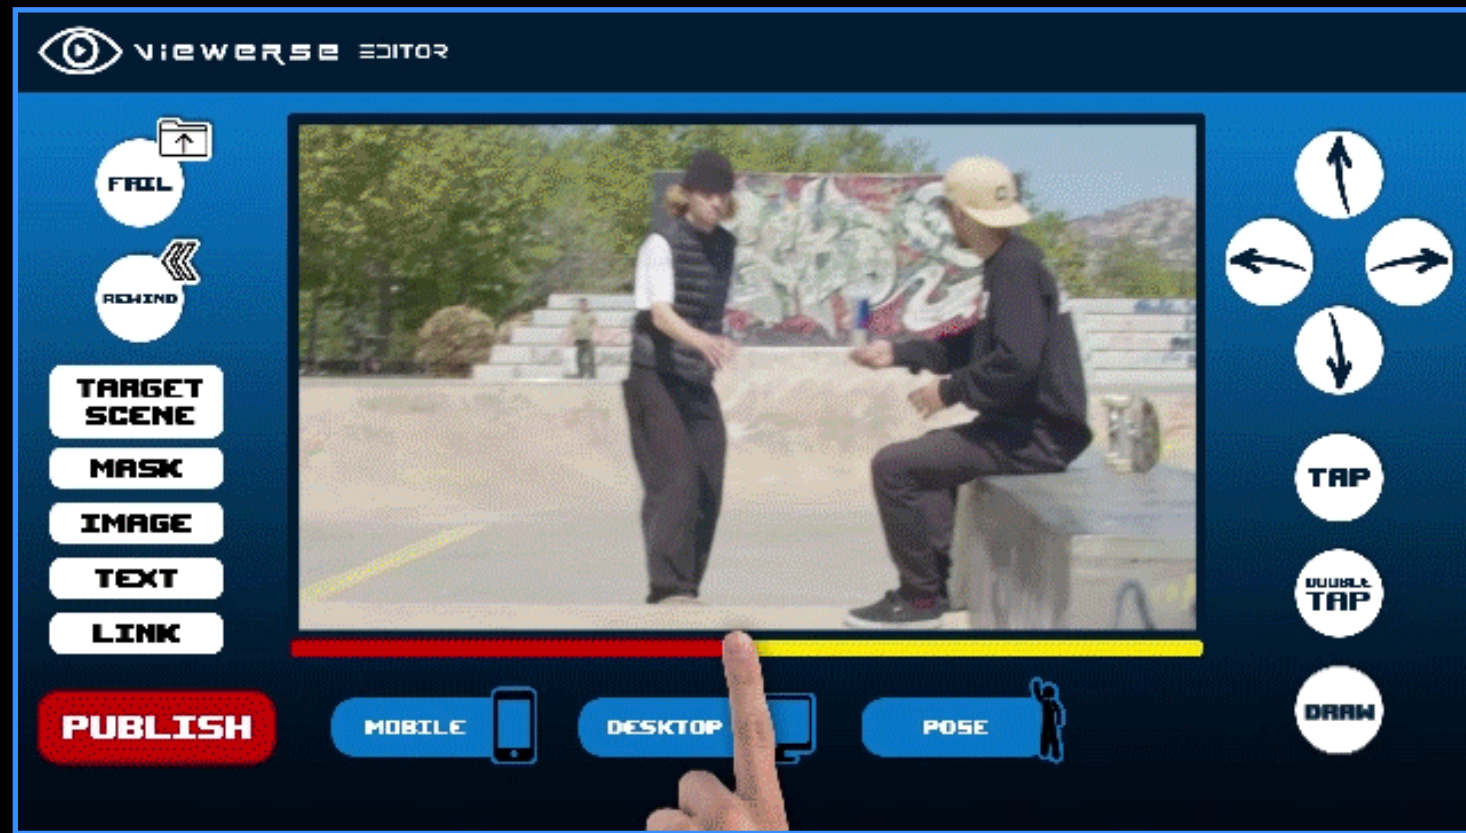 VIEWERSE EDITOR
FAIL
REWIND
TARGET
SCENE
MASK
IMAGE
TEXT
LINK
PUBLISH
MOBILE
DESKTOP
POSE
TAP
DOUBLE
TAP
DRAW